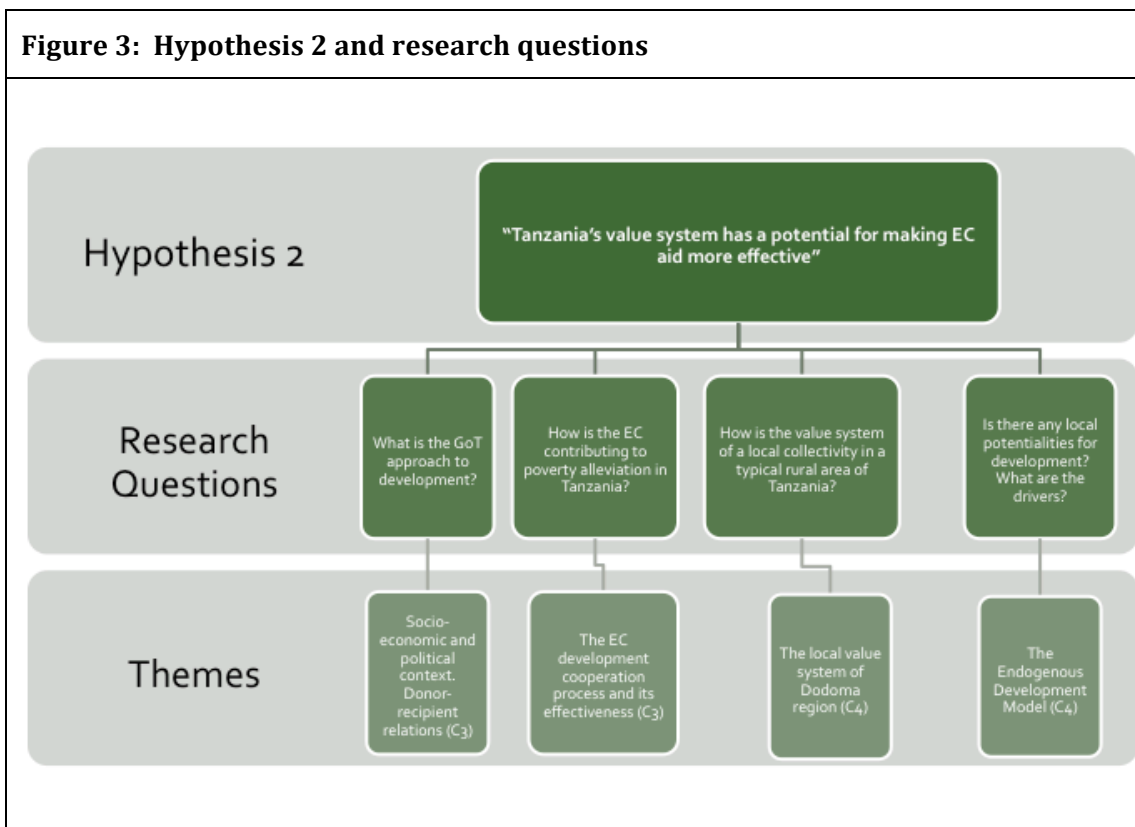 Figure 3:  Hypothesis 2 and research questions
Hypothesis 2
“Tanzania’s value system has a potential for making EC
aid more effective”
Research
Questions
What is the GoT
approach to
development?
How is the EC
contributing to
poverty alleviation in
Tanzania?
How is the value system
of a local collectivity in a
typical rural area of
Tanzania?
Is there any local
potentialities for
development?
What are the
drivers?
Themes
Socio-
economic and
political
context.
Donor-
recipient
relations (C3)
The EC
development
cooperation
process and its
effectiveness (C3)
The local value
system of
Dodoma
region (C4)
The
Endogenous
Development
Model (C4)